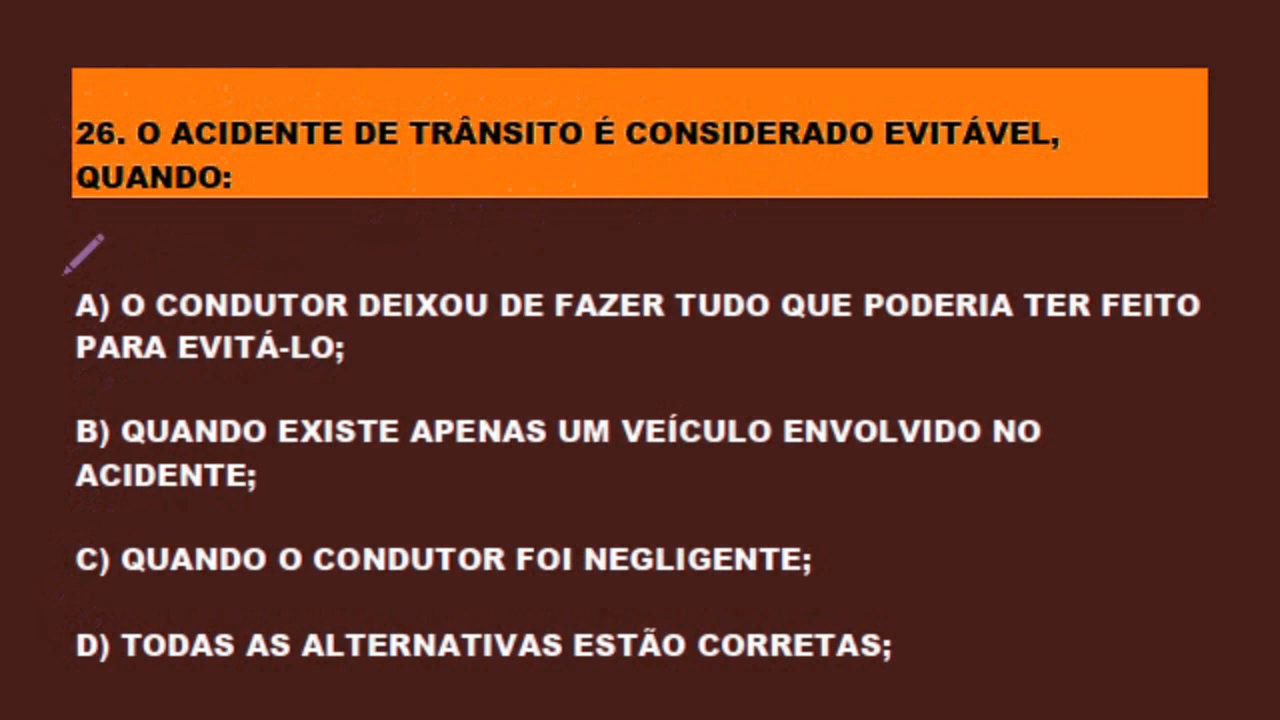 26. O ACIDENTE DE TRÂNSITO É CONSIDERADO EVITÁVEL,
QUANDO:
A) O CONDUTOR DEIXOU DE FAZER TUDO QUE PODERIA TER FEITO
PARA EVITÁ-LO;
B) QUANDO EXISTE APENAS UM VEÍCULO ENVOLVIDO NO
ACIDENTE;
C) QUANDO O CONDUTOR FOI NEGLIGENTE;
D) TODAS AS ALTERNATIVAS ESTÃO CORRETAS;